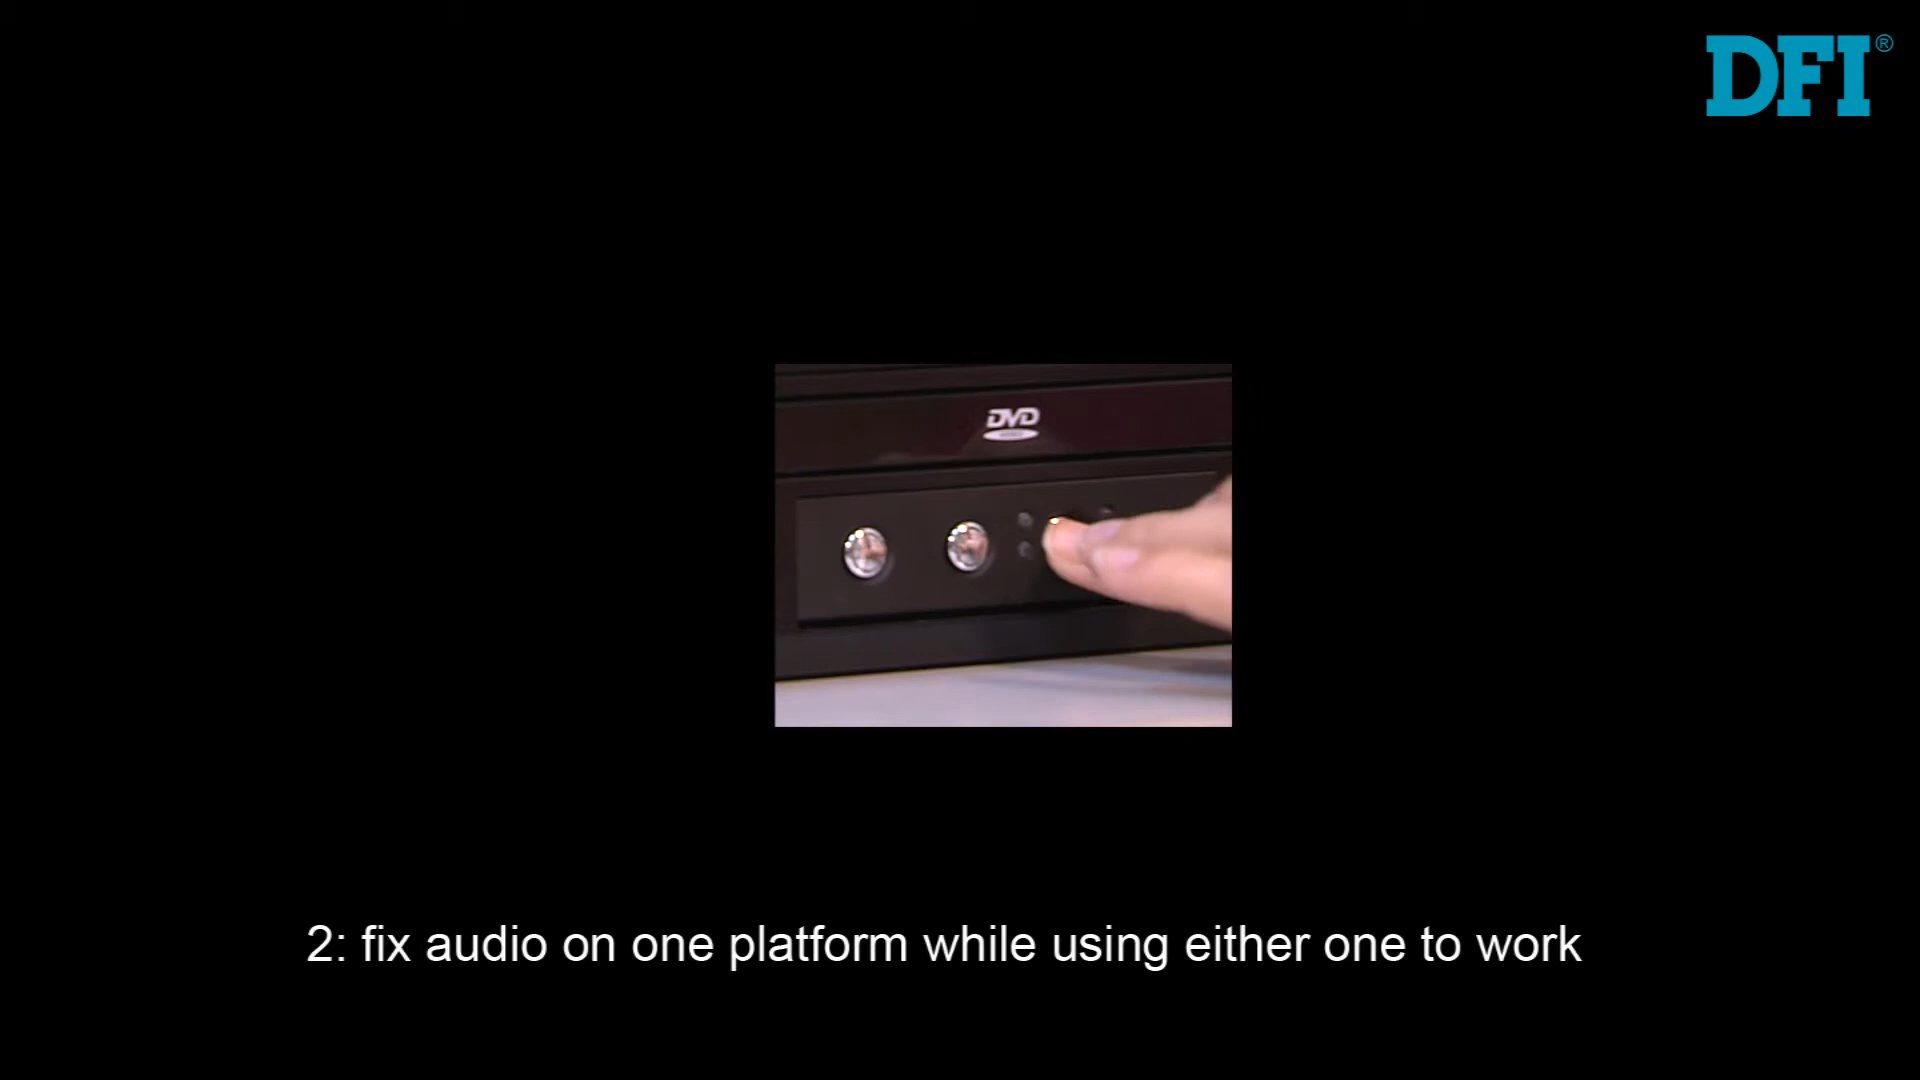 DFI®
DVD
2: fix audio on one platform while using either one to work